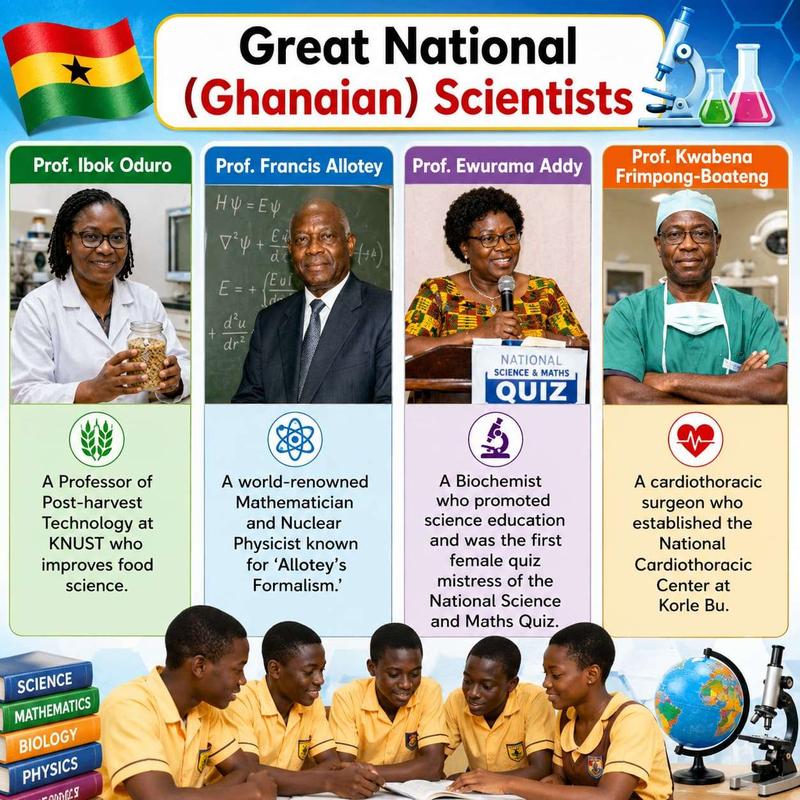 Great National
(Ghanaian) Scientists
Prof. Ibok Oduro
A Professor of
Post-harvest
Technology at
KNUST who
improves food
science.
Prof. Francis Allotey
Hψ = Eψ
A world-renowned
Mathematician
and Nuclear
Physicist known
for ‘Allotey’s
Formalism.’
Prof. Ewurama Addy
NATIONAL
SCIENCE & MATHS
QUIZ
A Biochemist
who promoted
science education
and was the first
female quiz
mistress of the
National Science
and Maths Quiz.
Prof. Kwabena
Frimpong-Boateng
A cardiothoracic
surgeon who
established the
National
Cardiothoracic
Center at
Korle Bu.
SCIENCE
MATHEMATICS
BIOLOGY
PHYSICS